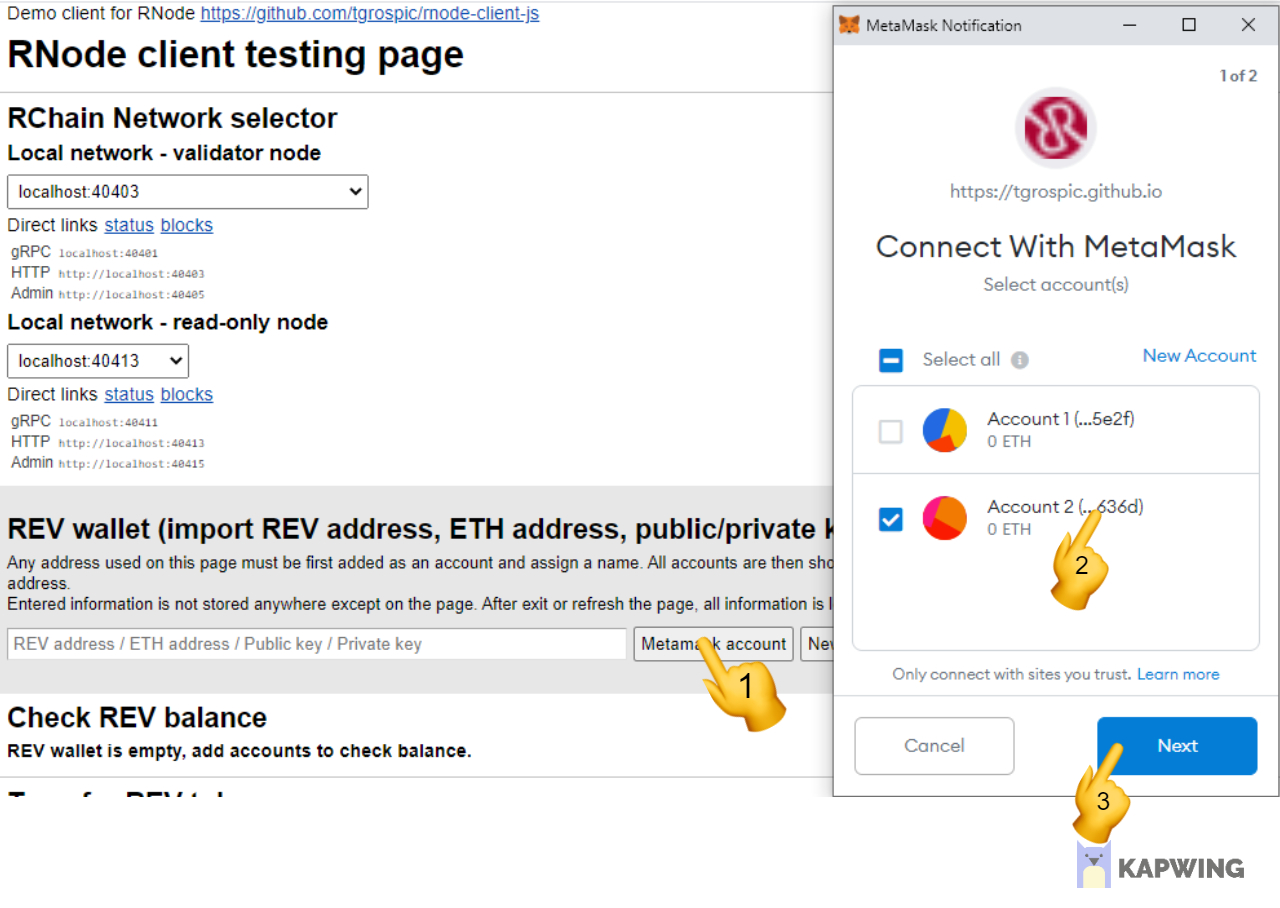 Demo client for RNode https://github.com/tgrospic/rnode-client-js
RNode client testing page
RChain Network selector
Local network - validator node
localhost:40403
Direct links status blocks
gRPC localhost:40401
HTTP http://localhost:40403
Admin http://localhost:40405
Local network - read-only node
localhost:40413
Direct links status blocks
gRPC localhost:40411
HTTP http://localhost:40413
Admin http://localhost:40415
REV wallet (import REV address, ETH address, public/private
Any address used on this page must be first added as an account and assign a name. All accounts are then
address.
Entered information is not stored anywhere except on the page. After exit or refresh the page, all information is
REV address / ETH address / Public key / Private key
Metamask account
1
Check REV balance
REV wallet is empty, add accounts to check balance.
MetaMask Notification
1 of 2
https://tgrospic.github.io
Connect With MetaMask
Select account(s)
Select all
New Account
Account 1 (...5e2f)
0 ETH
Account 2 (...636d)
0 ETH
2
Only connect with sites you trust. Learn more
Cancel
Next
3
KAPWING